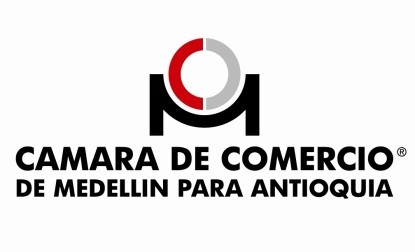 CAMARA DE COMERCIO®
DE MEDELLIN PARA ANTIOQUIA